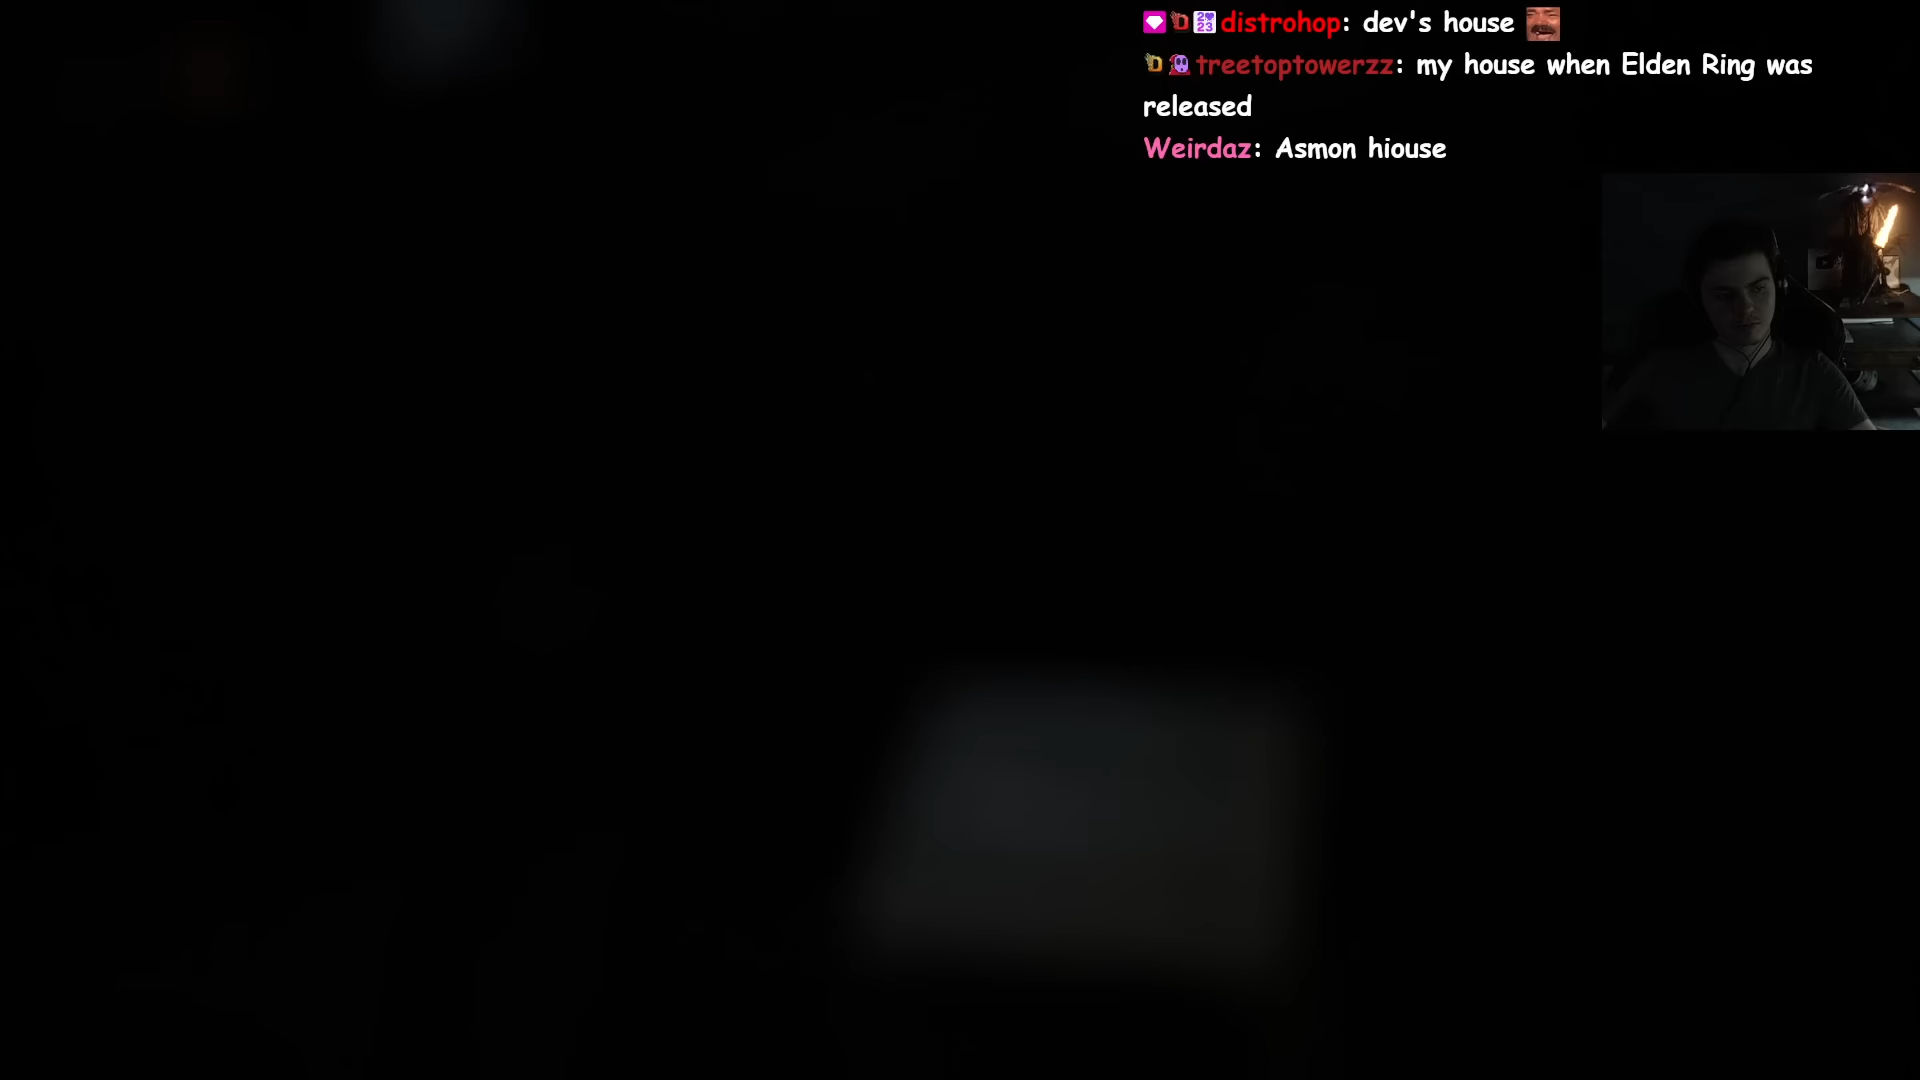 distrohop: dev's house
treetoptowerzz: my house when Elden Ring was
released
Weirdaz: Asmon hiouse